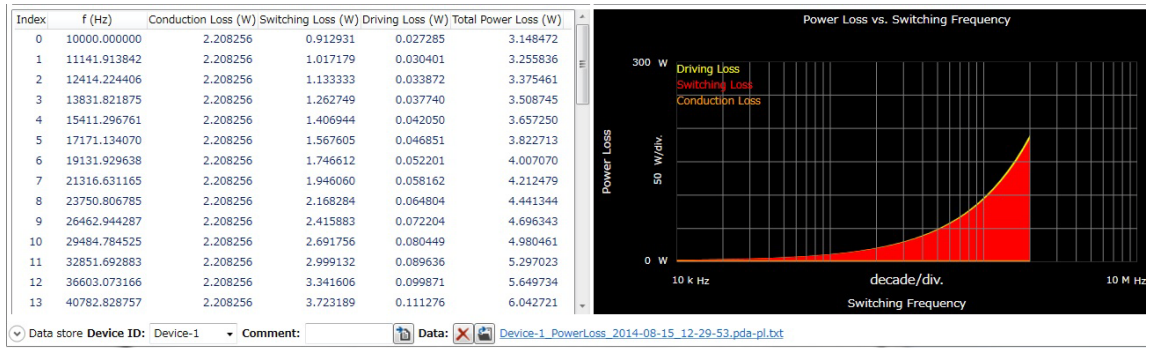 Index f (Hz) Conduction Loss (W) Switching Loss (W) Driving Loss (W) Total Power Loss (W)
0 10000.000000 2.208256 0.912931 0.027285 3.148472
1 11141.913842 2.208256 1.017179 0.030401 3.255836
2 12414.224406 2.208256 1.133333 0.033872 3.375461
3 13831.821875 2.208256 1.262749 0.037740 3.508745
4 15411.296761 2.208256 1.406944 0.042050 3.657250
5 17171.134070 2.208256 1.567605 0.046851 3.822713
6 19131.929638 2.208256 1.746612 0.052201 4.007070
7 21316.631165 2.208256 1.946060 0.058162 4.212479
8 23750.806785 2.208256 2.168284 0.064804 4.441344
9 26462.944287 2.208256 2.415883 0.072204 4.696343
10 29484.784525 2.208256 2.691756 0.080449 4.980461
11 32851.692883 2.208256 2.999132 0.089636 5.297023
12 36603.073166 2.208256 3.341606 0.099871 5.649734
13 40782.828757 2.208256 3.723189 0.111276 6.042721
Power Loss vs. Switching Frequency
300 W
Driving Loss
Switching Loss
Conduction Loss
Power Loss
50 W/div.
0 W
10 k Hz decade/div. 10 M Hz
Switching Frequency
Data store Device ID: Device-1 Comment: Data: Device-1_PowerLoss_2014-08-15_12-29-53.pda-pl.txt